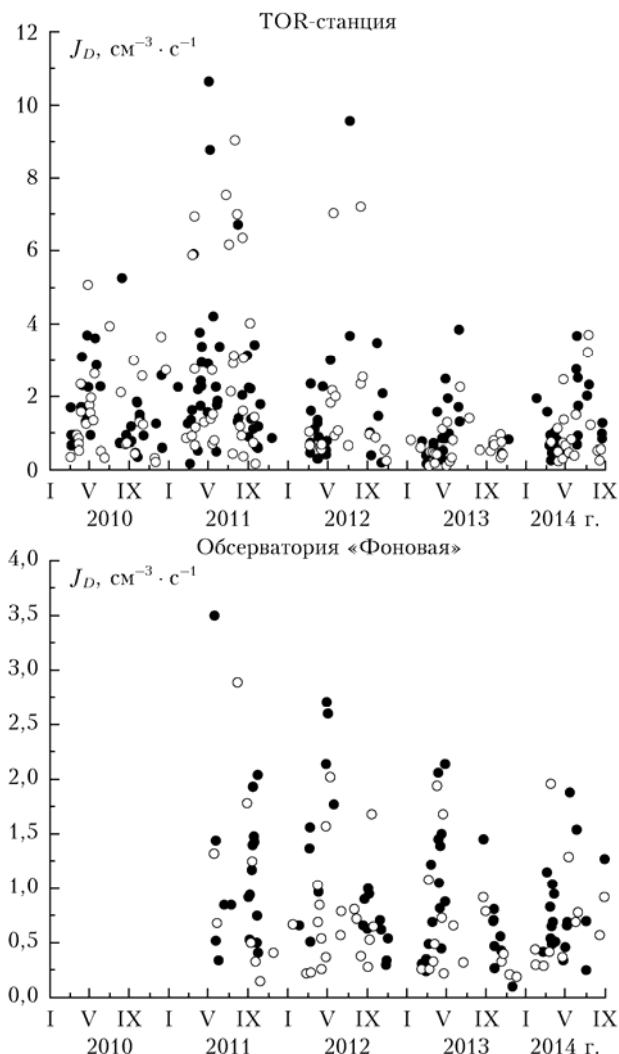 TOR-станция
12
J_D, см⁻³ · с⁻¹
10
8
6
4
2
0
I V IX I V IX I V IX I V IX I V IX
2010 2011 2012 2013 2014 г.
Обсерватория «Фоновая»
4,0
J_D, см⁻³ · с⁻¹
3,5
3,0
2,5
2,0
1,5
1,0
0,5
0,0
I V IX I V IX I V IX I V IX I V IX
2010 2011 2012 2013 2014 г.